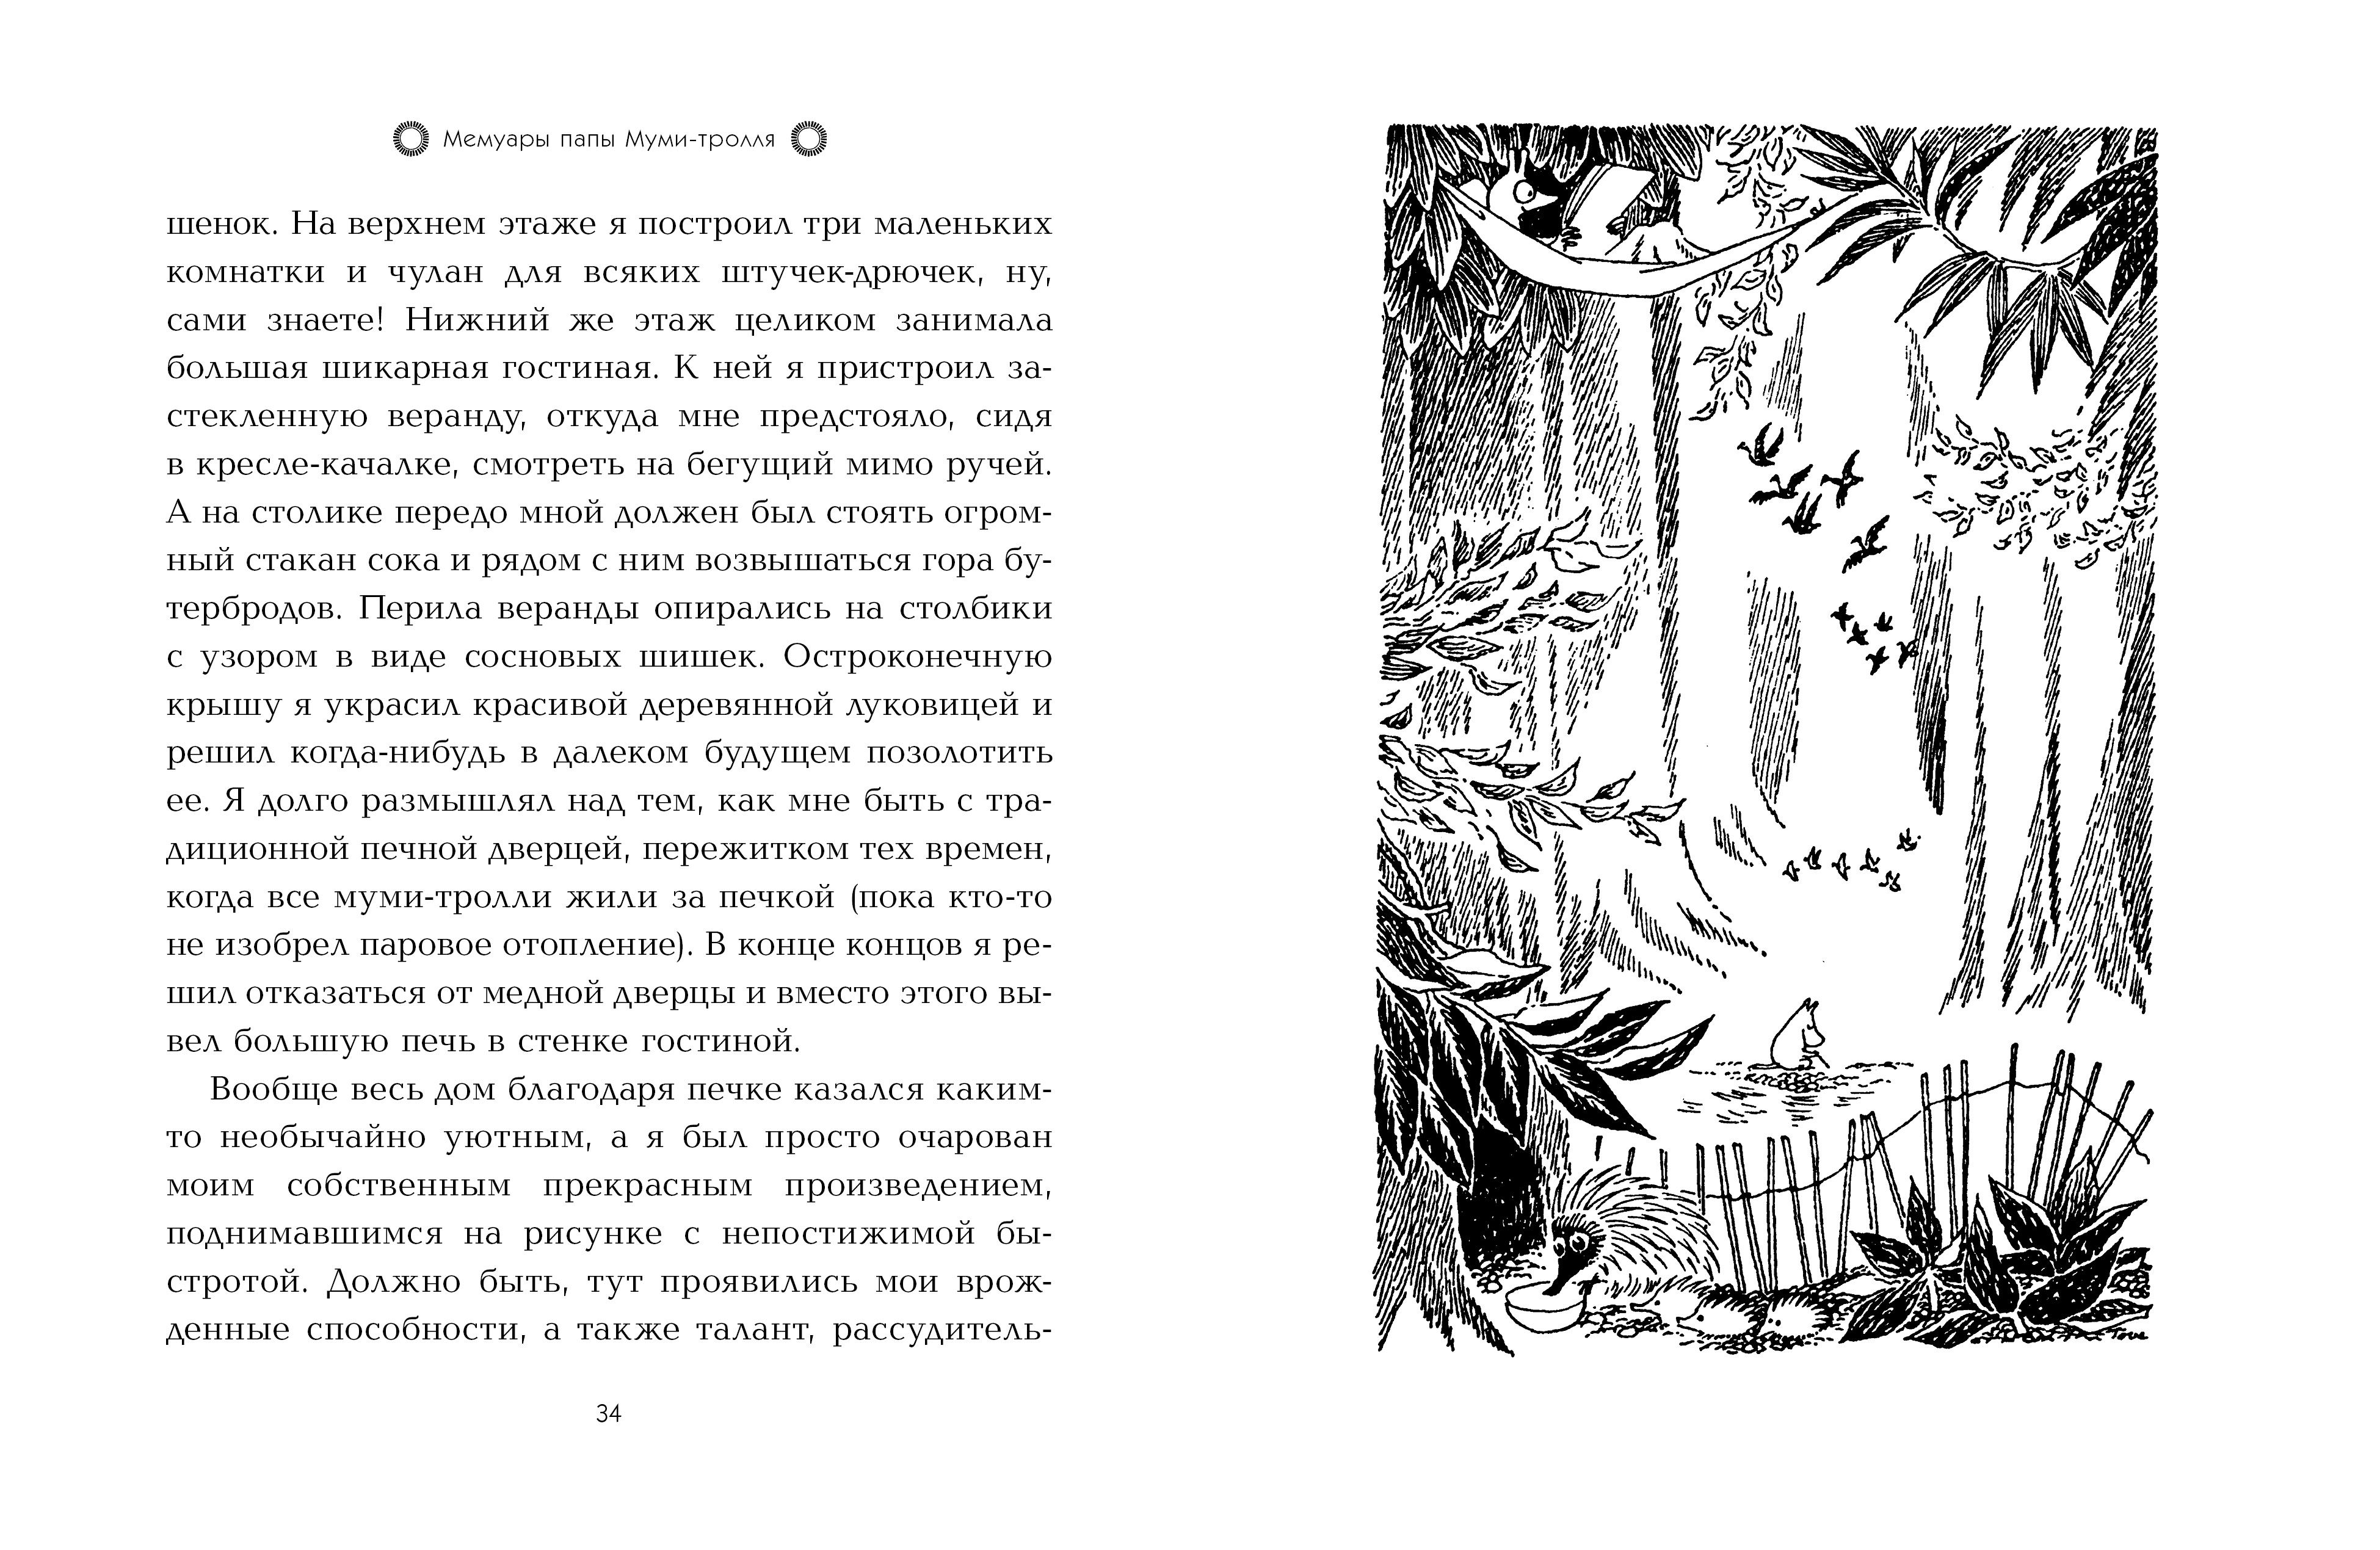 Мемуары папы Муми-тролля
шенок. На верхнем этаже я построил три маленьких
комнатки и чулан для всяких штучек-дрючек, ну,
сами знаете! Нижний же этаж целиком занимала
большая шикарная гостиная. К ней я пристроил за-
стекленную веранду, откуда мне предстояло, сидя
в кресле-качалке, смотреть на бегущий мимо ручей.
А на столике передо мной должен был стоять огром-
ный стакан сока и рядом с ним возвышаться гора бу-
тербродов. Перила веранды опирались на столбики
с узором в виде сосновых шишек. Остроконечную
крышу я украсил красивой деревянной луковицей и
решил когда-нибудь в далеком будущем позолотить
ее. Я долго размышлял над тем, как мне быть с тра-
диционной печной дверцей, пережитком тех времен,
когда все муми-тролли жили за печкой (пока кто-то
не изобрел паровое отопление). В конце концов я ре-
шил отказаться от медной дверцы и вместо этого вы-
вел большую печь в стенке гостиной.
Вообще весь дом благодаря печке казался каким-
то необычайно уютным, а я был просто очарован
моим собственным прекрасным произведением,
поднимавшимся на рисунке с непостижимой бы-
стротой. Должно быть, тут проявились мои врож-
денные способности, а также талант, рассудитель-
34
Tove